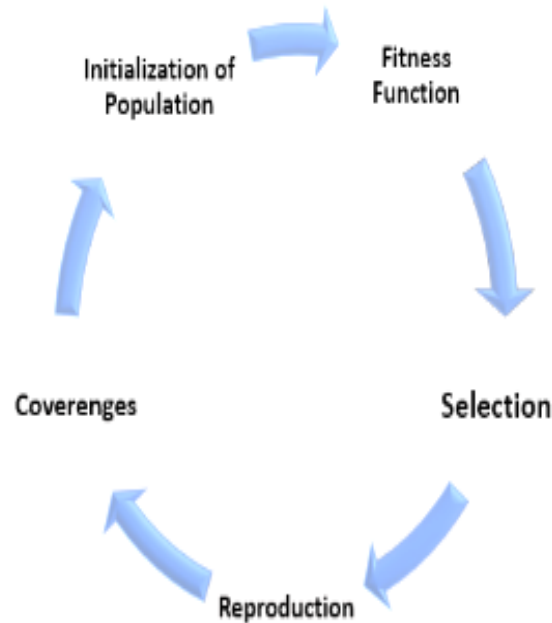 Initialization of
Population
Fitness
Function
Selection
Reproduction
Coverenges